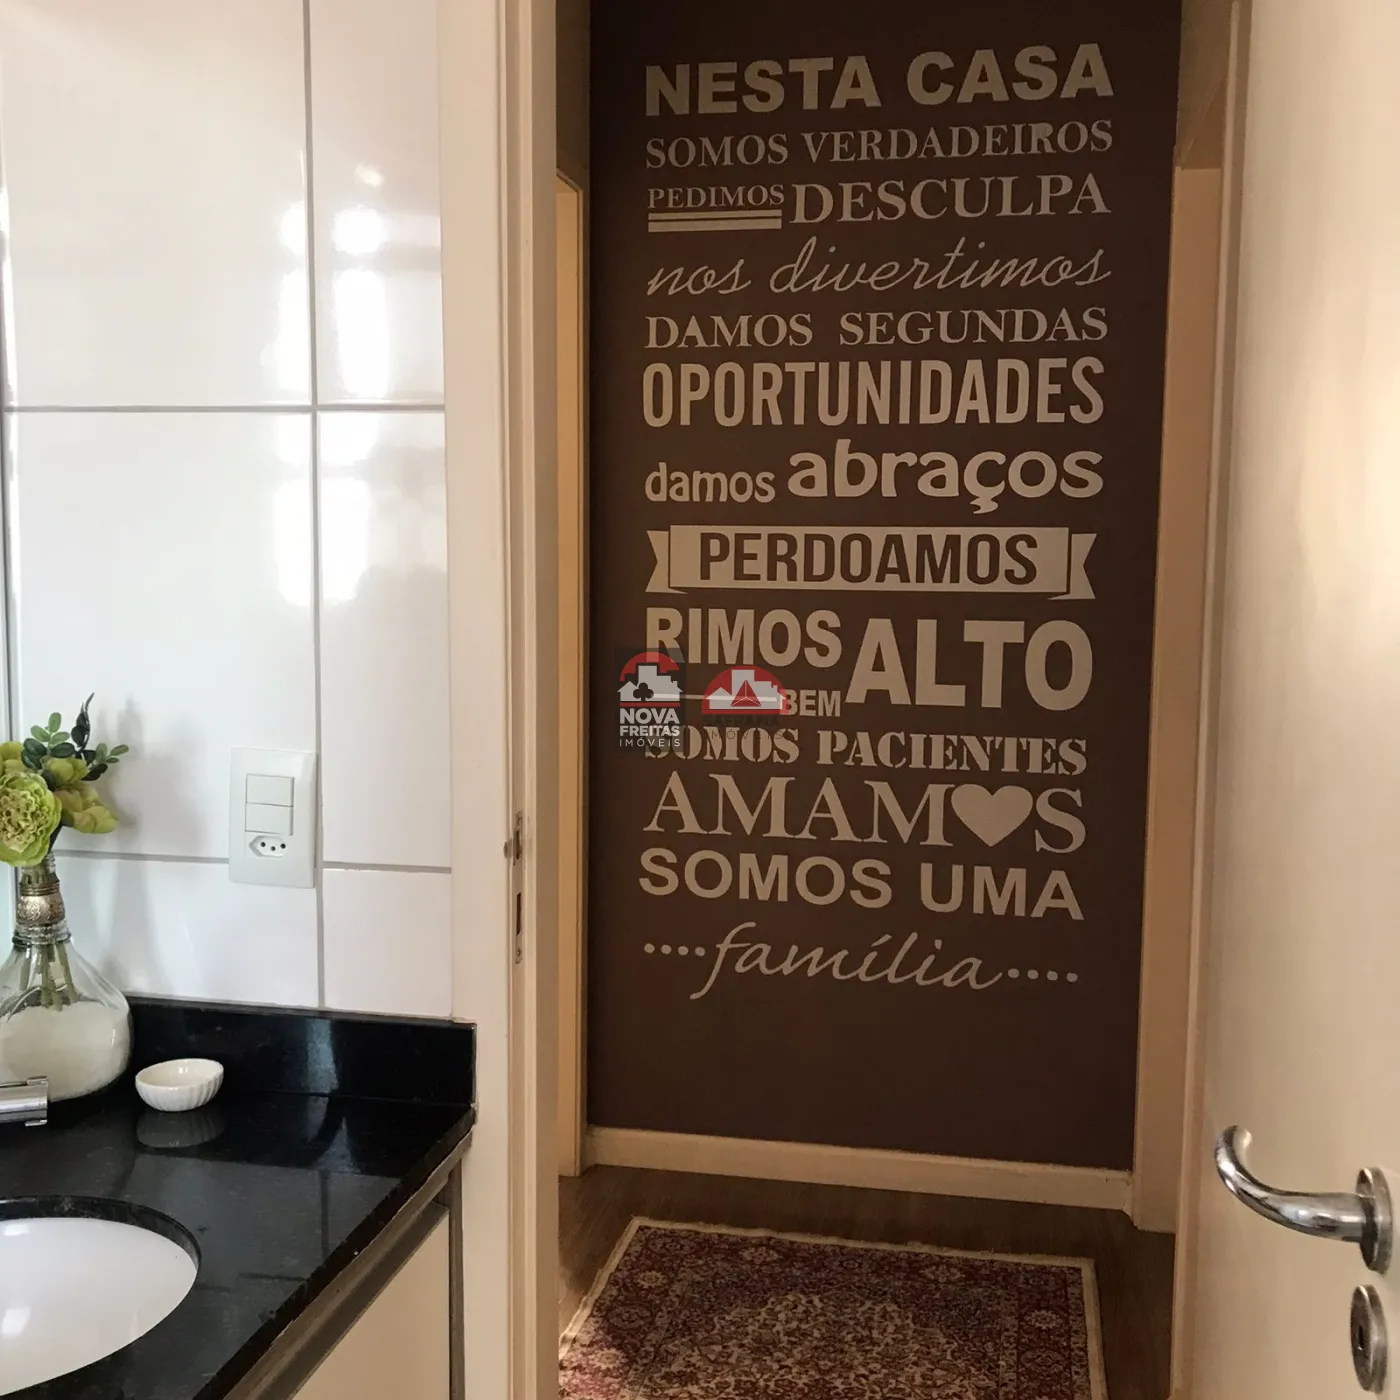 NESTA CASA
SOMOS VERDADEIROS
PEDIMOS DESCULPA
nos divertimos
DAMOS SEGUNDAS
OPORTUNIDADES
damos abraços
PERDOAMOS
RIMOS ALTO
BEM
NOVA
FREITAS
IMÓVEIS
SOMOS PACIENTES
AMAM♥S
SOMOS UMA
....família....